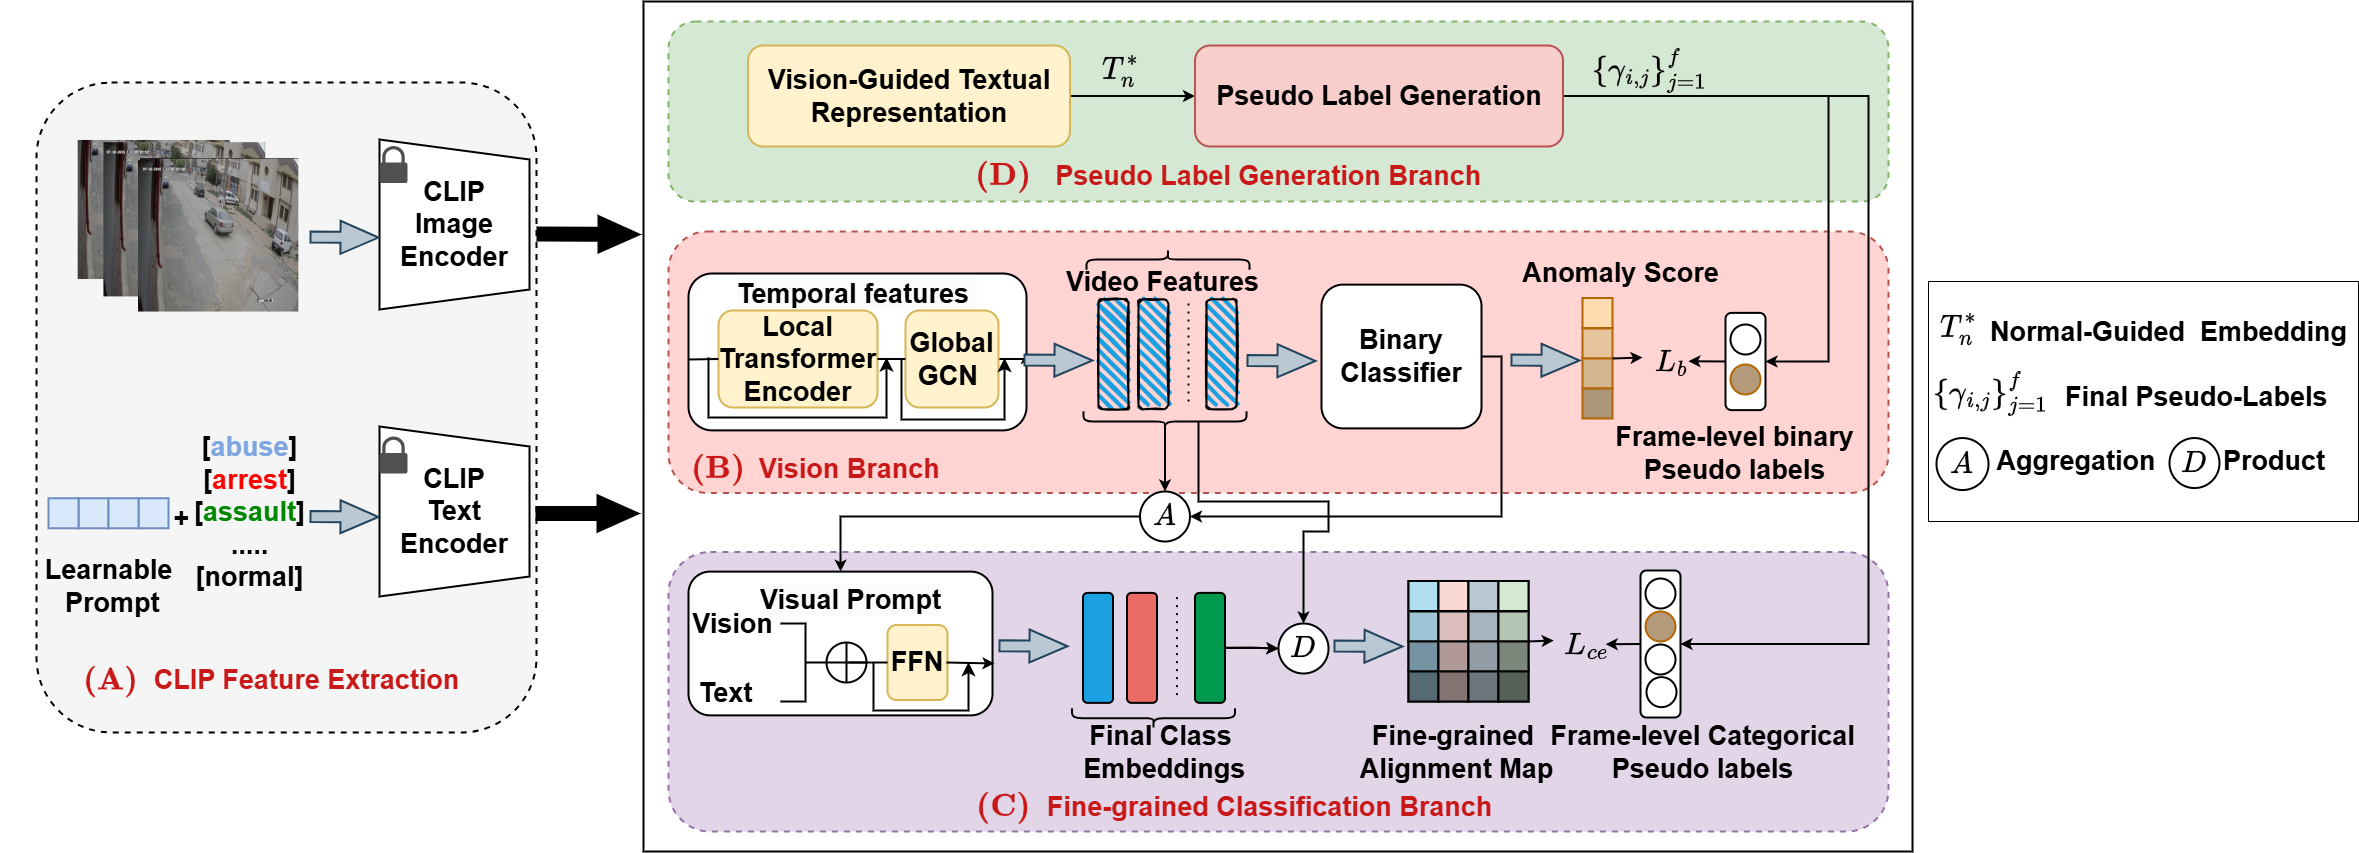 CLIP
Image
Encoder
[abuse]
[arrest]
[assault]
.....
[normal]
+
Learnable
Prompt
CLIP
Text
Encoder
(A) CLIP Feature Extraction
Vision-Guided Textual
Representation
T_n^*
Pseudo Label Generation
{γ_{i,j}}_{j=1}^f
(D) Pseudo Label Generation Branch
Temporal features
Local
Transformer
Encoder
Global
GCN
Video Features
Binary
Classifier
Anomaly Score
L_b
Frame-level binary
Pseudo labels
(B) Vision Branch
A
Visual Prompt
Vision
Text
FFN
Final Class
Embeddings
D
Fine-grained
Alignment Map
L_{ce}
Frame-level Categorical
Pseudo labels
(C) Fine-grained Classification Branch
T_n^* Normal-Guided Embedding
{γ_{i,j}}_{j=1}^f Final Pseudo-Labels
A Aggregation D Product